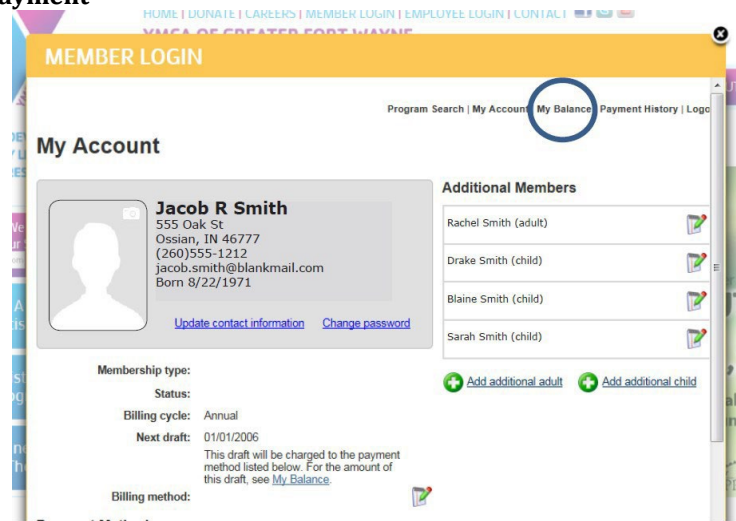 ayment
HOME | DONATE | CAREERS | MEMBER LOGIN | EMPLOYEE LOGIN | CONTACT
YMCA OF GREATER FORT WAYNE
MEMBER LOGIN
Program Search | My Account | My Balance | Payment History | Logo
My Account
Jacob R Smith
555 Oak St
Ossian, IN 46777
(260)555-1212
jacob.smith@blankmail.com
Born 8/22/1971
Update contact information Change password
Additional Members
Rachel Smith (adult)
Drake Smith (child)
Blaine Smith (child)
Sarah Smith (child)
Add additional adult Add additional child
Membership type:
Status:
Billing cycle: Annual
Next draft: 01/01/2006
This draft will be charged to the payment
method listed below. For the amount of
this draft, see My Balance.
Billing method: